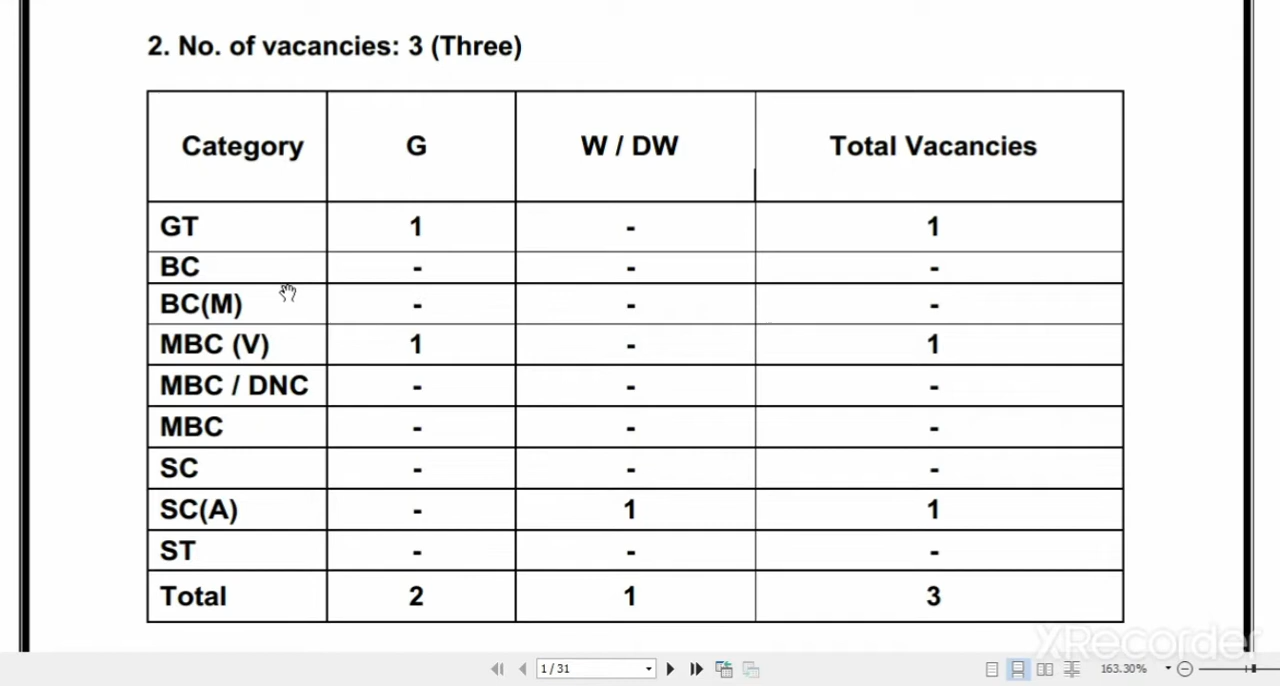 2. No. of vacancies: 3 (Three)
Category G W / DW Total Vacancies
GT 1 - 1
BC - - -
BC(M) - - -
MBC (V) 1 - 1
MBC / DNC - - -
MBC - - -
SC - - -
SC(A) - 1 1
ST - - -
Total 2 1 3
XRecorder
1 / 31 163.30%